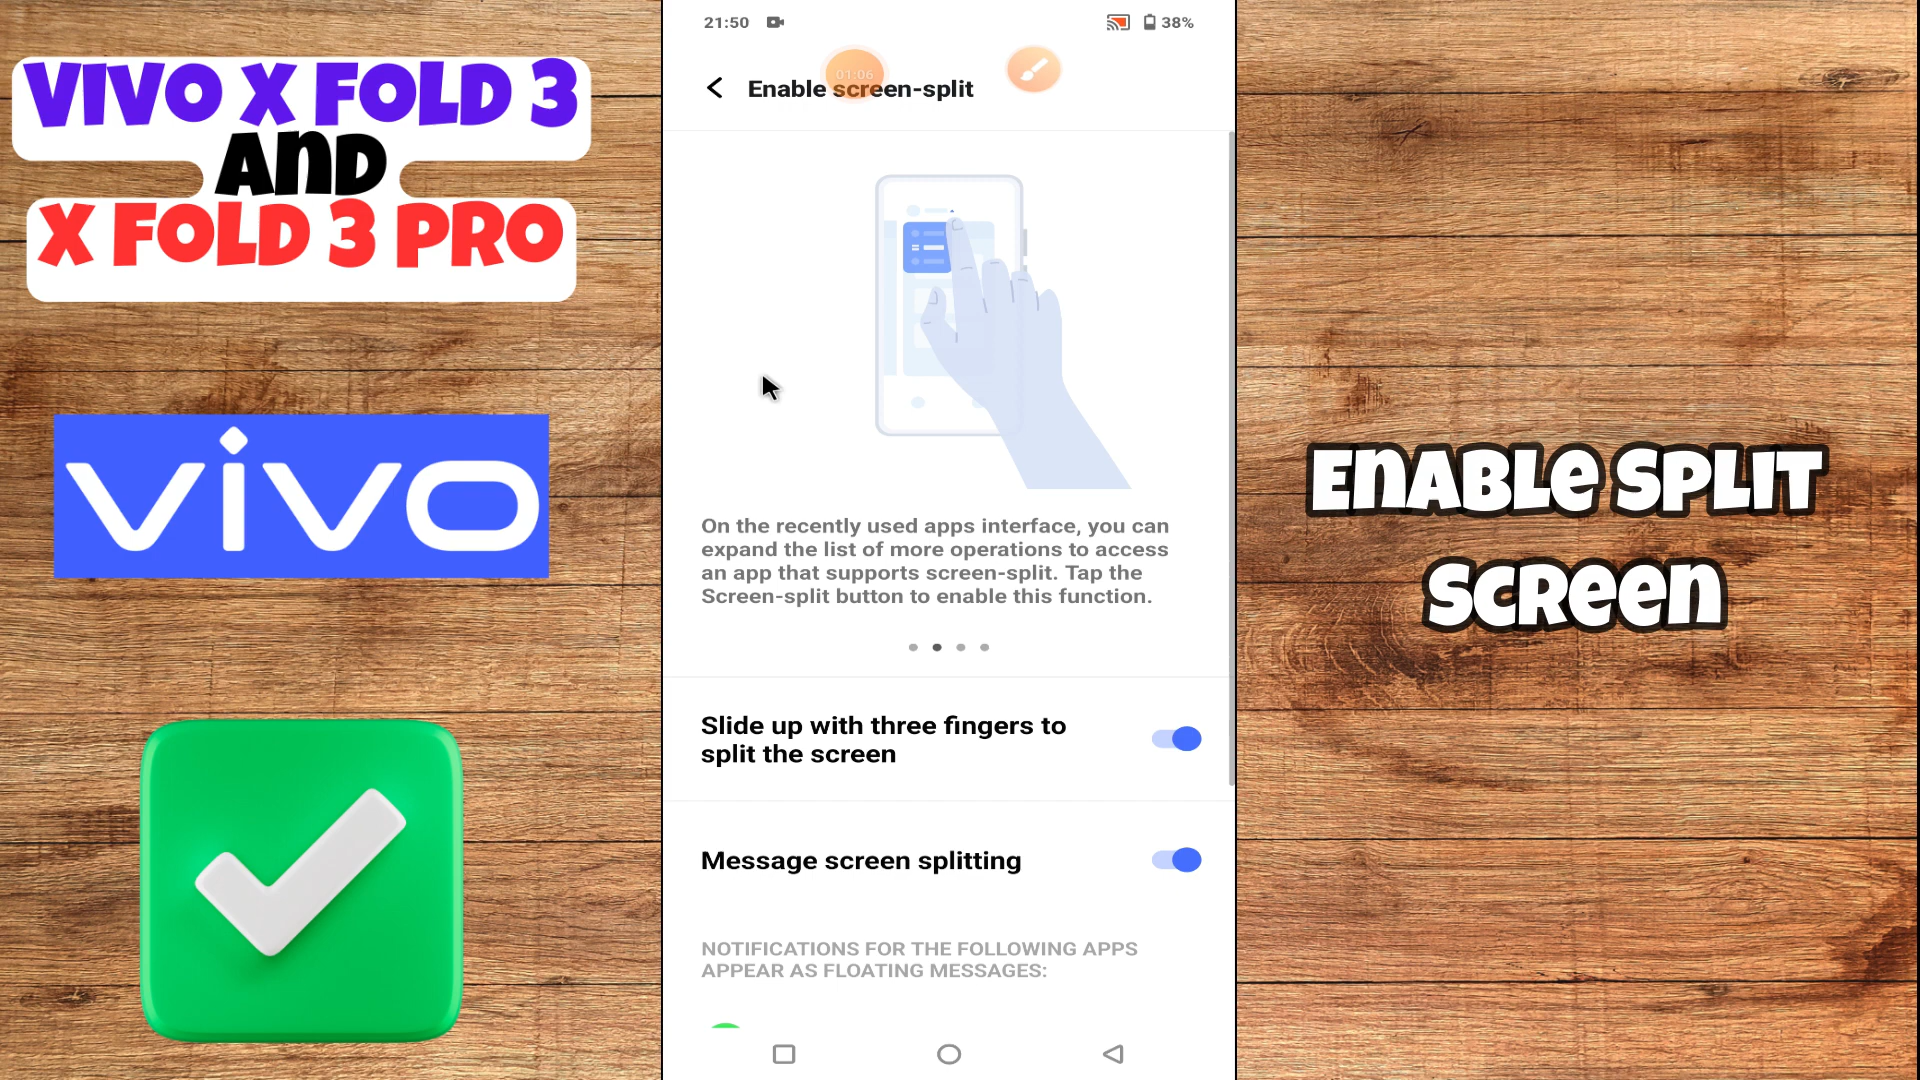 VIVO X FOLD 3
AND
X FOLD 3 PRO
vivo
21:50
38%
01:06
Enable screen-split
On the recently used apps interface, you can
expand the list of more operations to access
an app that supports screen-split. Tap the
Screen-split button to enable this function.
Slide up with three fingers to
split the screen
Message screen splitting
NOTIFICATIONS FOR THE FOLLOWING APPS
APPEAR AS FLOATING MESSAGES:
ENABLE SPLIT
SCREEN